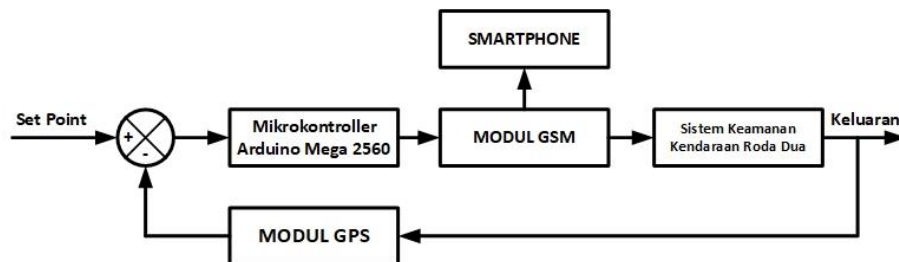 SMARTPHONE
Set Point
+
-
Mikrokontroller
Arduino Mega 2560
MODUL GSM
Sistem Keamanan
Kendaraan Roda Dua
Keluaran
MODUL GPS